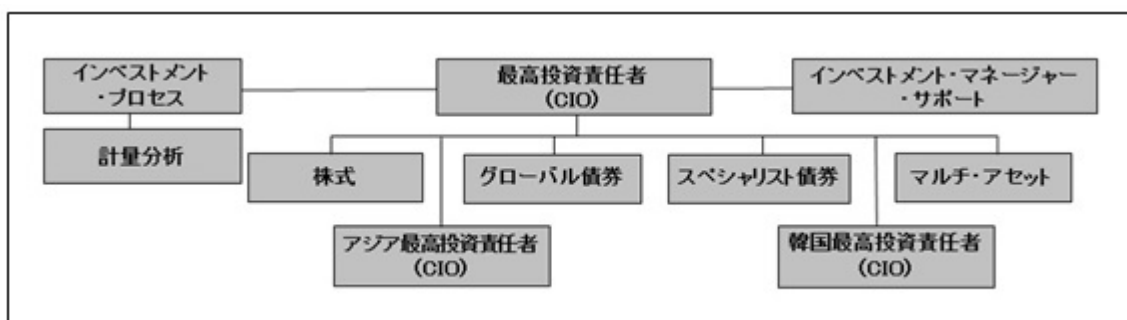 インベストメント
・プロセス
最高投資責任者
(CIO)
インベストメント・マネージャー
・サポート
計量分析
株式
グローバル債券
スペシャリスト債券
マルチ・アセット
アジア最高投資責任者
(CIO)
韓国最高投資責任者
(CIO)